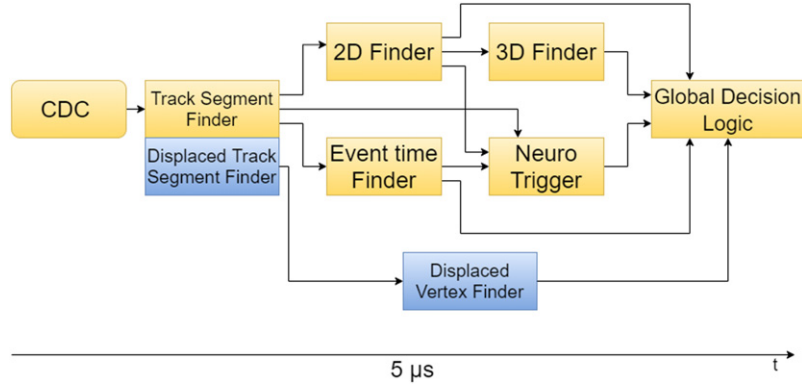 CDC
Track Segment
Finder
Displaced Track
Segment Finder
2D Finder
3D Finder
Event time
Finder
Neuro
Trigger
Global Decision
Logic
Displaced
Vertex Finder
5 µs
t